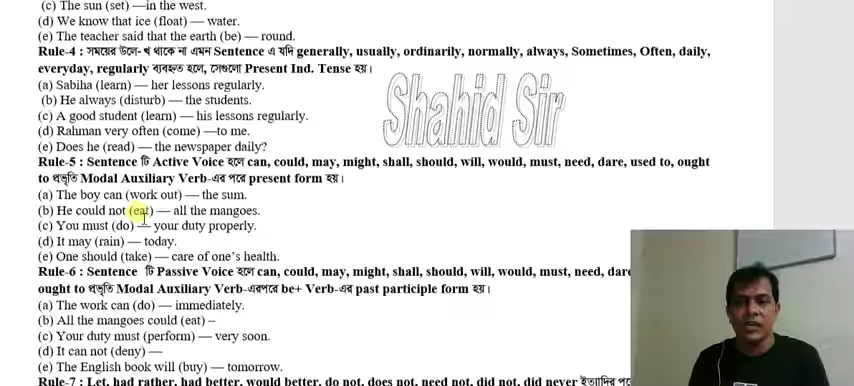 (c) The sun (set) —in the west.
(d) We know that ice (float) — water.
(e) The teacher said that the earth (be) — round.
Rule-4 : সময়ের উলে- খ থাকে না এমন Sentence এ যদি generally, usually, ordinarily, normally, always, Sometimes, Often, daily,
everyday, regularly ব্যবহৃত হলে, সেগুলো Present Ind. Tense হয়।
(a) Sabiha (learn) — her lessons regularly.
(b) He always (disturb) — the students.
(c) A good student (learn) — his lessons regularly.
(d) Rahman very often (come) —to me.
(e) Does he (read) — the newspaper daily?
Shahid Sir
Rule-5 : Sentence টি Active Voice হলে can, could, may, might, shall, should, will, would, must, need, dare, used to, ought
to প্রভৃতি Modal Auxiliary Verb-এর পরে present form হয়।
(a) The boy can (work out) — the sum.
(b) He could not (eat) — all the mangoes.
(c) You must (do) — your duty properly.
(d) It may (rain) — today.
(e) One should (take) — care of one's health.
Rule-6 : Sentence টি Passive Voice হলে can, could, may, might, shall, should, will, would, must, need, dare
ought to প্রভৃতি Modal Auxiliary Verb-এরপরে be+ Verb-এর past participle form হয়।
(a) The work can (do) — immediately.
(b) All the mangoes could (eat) –
(c) Your duty must (perform) — very soon.
(d) It can not (deny) —
(e) The English book will (buy) — tomorrow.
Rule-7 : Let, had rather, had better, would better, do not, does not, need not, did not, did never ইত্যাদির